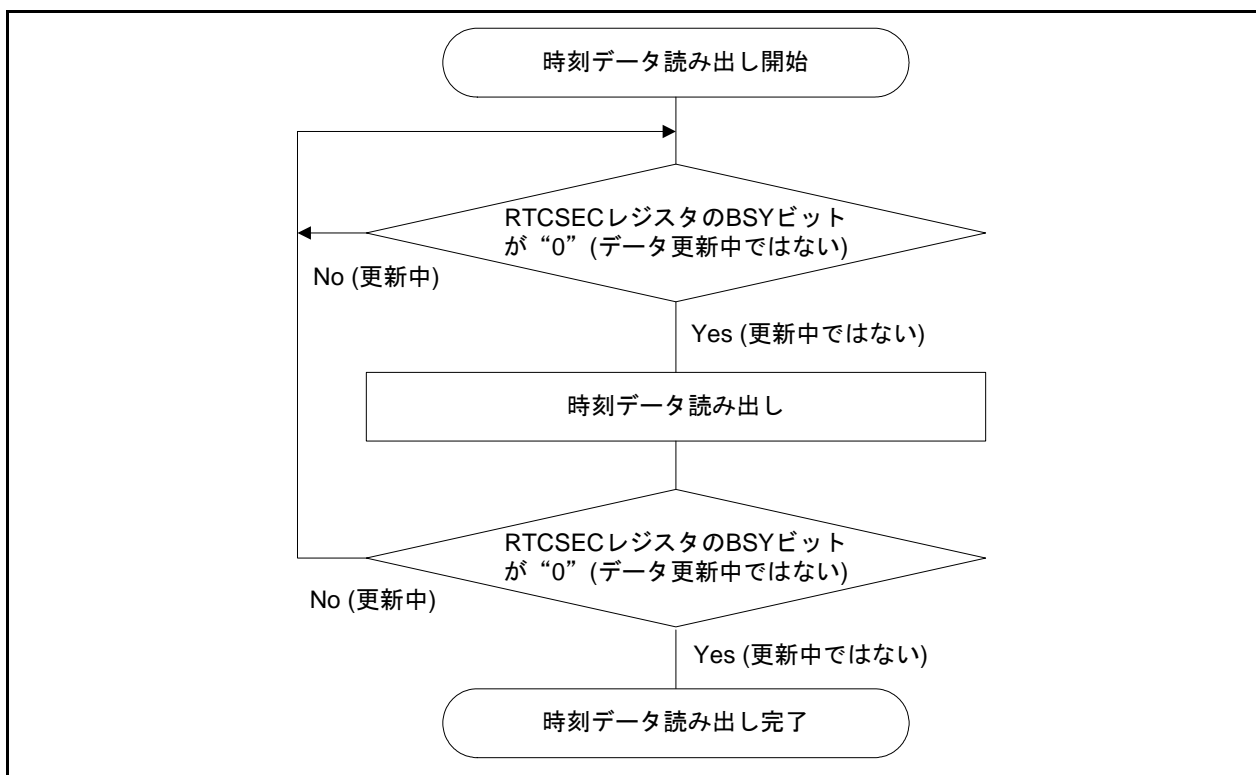 時刻データ読み出し開始
RTCSECレジスタのBSYビット
が“0”(データ更新中ではない)
No (更新中)
Yes (更新中ではない)
時刻データ読み出し
RTCSECレジスタのBSYビット
が“0”(データ更新中ではない)
No (更新中)
Yes (更新中ではない)
時刻データ読み出し完了